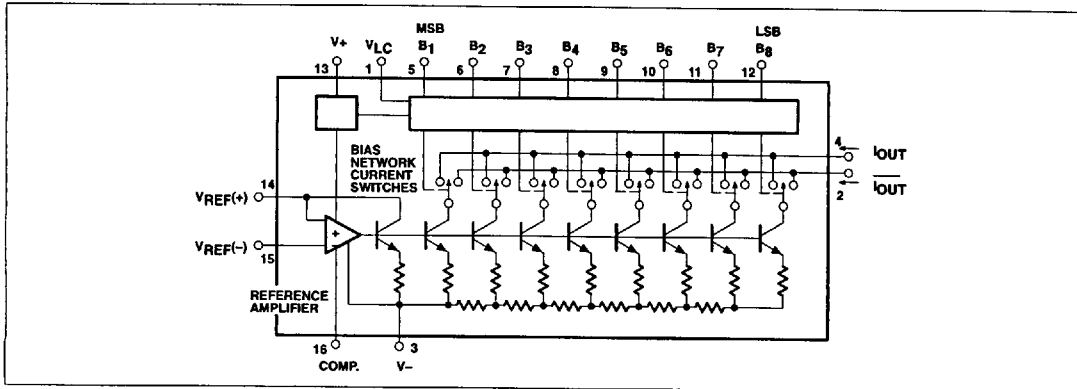 MSB LSB
V+ VLC B1 B2 B3 B4 B5 B6 B7 B8
13 1 5 6 7 8 9 10 11 12
4 IOUT
BIAS
NETWORK
CURRENT
SWITCHES
IOUT
2
14
VREF(+)
+
−
VREF(−)
15
REFERENCE
AMPLIFIER
16 3
COMP. V−